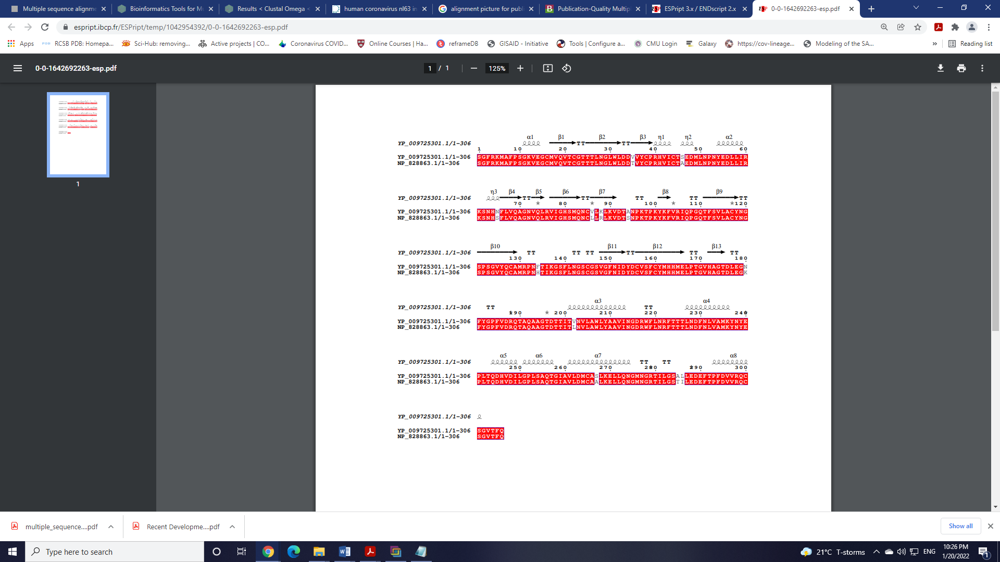 Multiple sequence alignme
Bioinformatics Tools for Mu
Results < Clustal Omega <
human coronavirus nl63 in
alignment picture for publ
Publication-Quality Multipl
ESPript 3.x / ENDscript 2.x
0-0-1642692263-esp.pdf
espript.ibcp.fr/ESPript/temp/1042954392/0-0-1642692263-esp.pdf
Apps
RCSB PDB: Homepa...
Sci-Hub: removing...
Active projects | CO...
Coronavirus COVID...
Online Courses | Ha...
reframeDB
GISAID - Initiative
Tools | Configure a...
CMU Login
Galaxy
https://cov-lineage...
Modeling of the SA...
»
Reading list
0-0-1642692263-esp.pdf
1 / 1
125%
1
α1 β1 β2 β3 η1 η2 α2
YP_009725301.1/1-306 TT TT
1 10 20 30 40 50 60
YP_009725301.1/1-306 SGFRKMAFPSGKVEGCMVQVTCGTTTLNGLWLDDVVYCPRHVICTSEDMLNPNYEDLLIR
NP_828863.1/1-306 SGFRKMAFPSGKVEGCMVQVTCGTTTLNGLWLDDTVYCPRHVICTAEDMLNPNYEDLLIR
η3 β4 β5 β6 β7 β8 β9
YP_009725301.1/1-306 TT TT TT TT TT
70 ★ 80 ★ 90 100 ★ 110 ★120
YP_009725301.1/1-306 KSNHNFLVQAGNVQLRVIGHSMQNCVLKLKVDTANPKTPKYKFVRIQPGQTFSVLACYNG
NP_828863.1/1-306 KSNHSFLVQAGNVQLRVIGHSMQNCLLRLKVDTSNPKTPKYKFVRIQPGQTFSVLACYNG
β10 β11 β12 β13
YP_009725301.1/1-306 TT TT TT TT TT TT
130 140 150 160 170 180
YP_009725301.1/1-306 SPSGVYQCAMRPNFTIKGSFLNGSCGSVGFNIDYDCVSFCYMHHMELPTGVHAGTDLEGN
NP_828863.1/1-306 SPSGVYQCAMRPNHTIKGSFLNGSCGSVGFNIDYDCVSFCYMHHMELPTGVHAGTDLEGK
α3 α4
YP_009725301.1/1-306 TT TT
190 ★ 200 210 220 230 240
YP_009725301.1/1-306 FYGPFVDRQTAQAAGTDTTITVNVLAWLYAAVINGDRWFLNRFTTTLNDFNLVAMKYNYE
NP_828863.1/1-306 FYGPFVDRQTAQAAGTDTTITLNVLAWLYAAVINGDRWFLNRFTTTLNDFNLVAMKYNYE
α5 α6 α7 α8
YP_009725301.1/1-306 TT TT
250 260 270 280 290 300
YP_009725301.1/1-306 PLTQDHVDILGPLSAQTGIAVLDMCASLKELLQNGMNGRTILGSALLEDEFTPFDVVRQC
NP_828863.1/1-306 PLTQDHVDILGPLSAQTGIAVLDMCAALKELLQNGMNGRTILGSTILEDEFTPFDVVRQC
YP_009725301.1/1-306
YP_009725301.1/1-306 SGVTFQ
NP_828863.1/1-306 SGVTFQ
multiple_sequence....pdf
Recent Developme....pdf
Show all
Type here to search
21°C T-storms
ENG
10:26 PM
1/20/2022
1